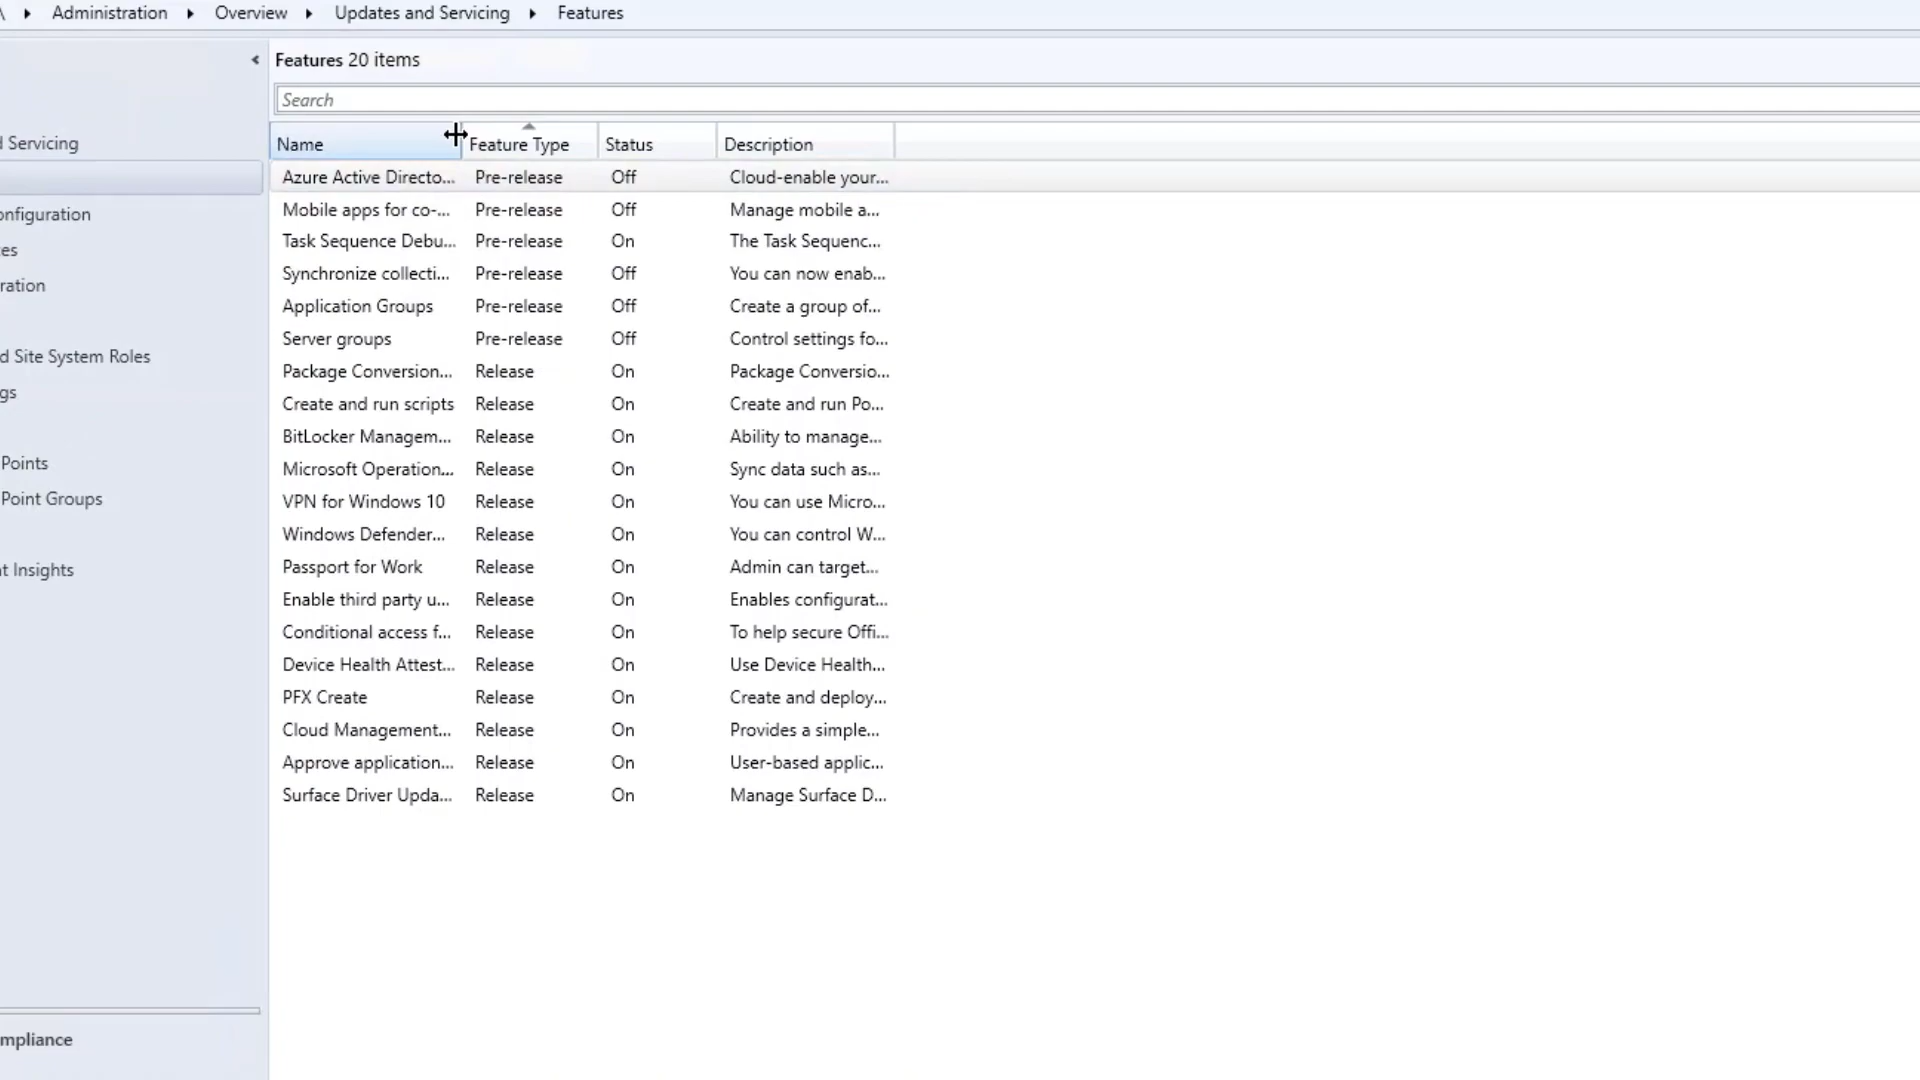 \ Administration Overview Updates and Servicing Features
Features 20 items
Search
Name Feature Type Status Description
Azure Active Directo... Pre-release Off Cloud-enable your...
Mobile apps for co-... Pre-release Off Manage mobile a...
Task Sequence Debu... Pre-release On The Task Sequenc...
Synchronize collecti... Pre-release Off You can now enab...
Application Groups Pre-release Off Create a group of...
Server groups Pre-release Off Control settings fo...
Package Conversion... Release On Package Conversio...
Create and run scripts Release On Create and run Po...
BitLocker Managem... Release On Ability to manage...
Microsoft Operation... Release On Sync data such as...
VPN for Windows 10 Release On You can use Micro...
Windows Defender... Release On You can control W...
Passport for Work Release On Admin can target...
Enable third party u... Release On Enables configurat...
Conditional access f... Release On To help secure Offi...
Device Health Attest... Release On Use Device Health...
PFX Create Release On Create and deploy...
Cloud Management... Release On Provides a simple...
Approve application... Release On User-based applic...
Surface Driver Upda... Release On Manage Surface D...
d Servicing
onfiguration
es
ration
d Site System Roles
gs
Points
Point Groups
t Insights
mpliance